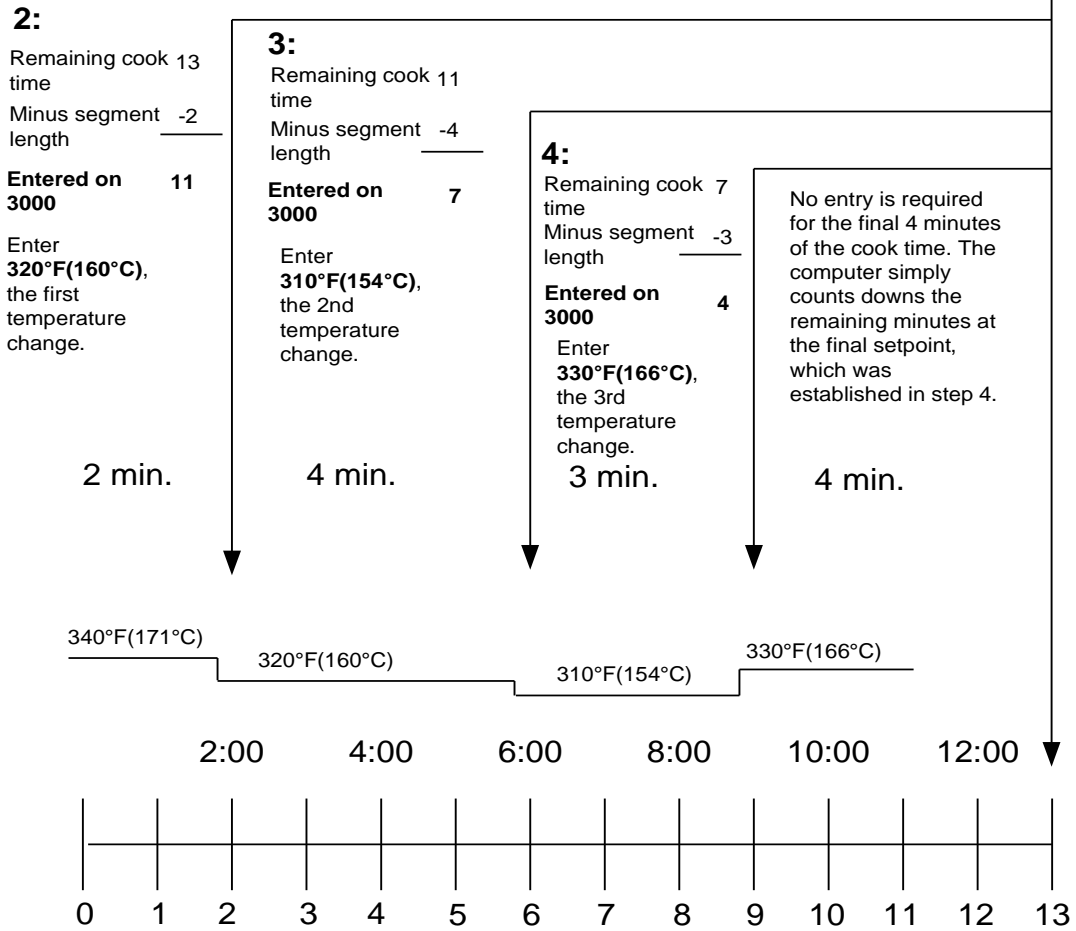 2:
Remaining cook 13
time
Minus segment -2
length
Entered on 11
3000
Enter
320°F(160°C),
the first
temperature
change.
3:
Remaining cook 11
time
Minus segment -4
length
Entered on 7
3000
Enter
310°F(154°C),
the 2nd
temperature
change.
4:
Remaining cook 7
time
Minus segment -3
length
Entered on 4
3000
Enter
330°F(166°C),
the 3rd
temperature
change.
No entry is required
for the final 4 minutes
of the cook time. The
computer simply
counts downs the
remaining minutes at
the final setpoint,
which was
established in step 4.
2 min. 4 min. 3 min. 4 min.
340°F(171°C) 320°F(160°C) 310°F(154°C) 330°F(166°C)
2:00 4:00 6:00 8:00 10:00 12:00
0 1 2 3 4 5 6 7 8 9 10 11 12 13